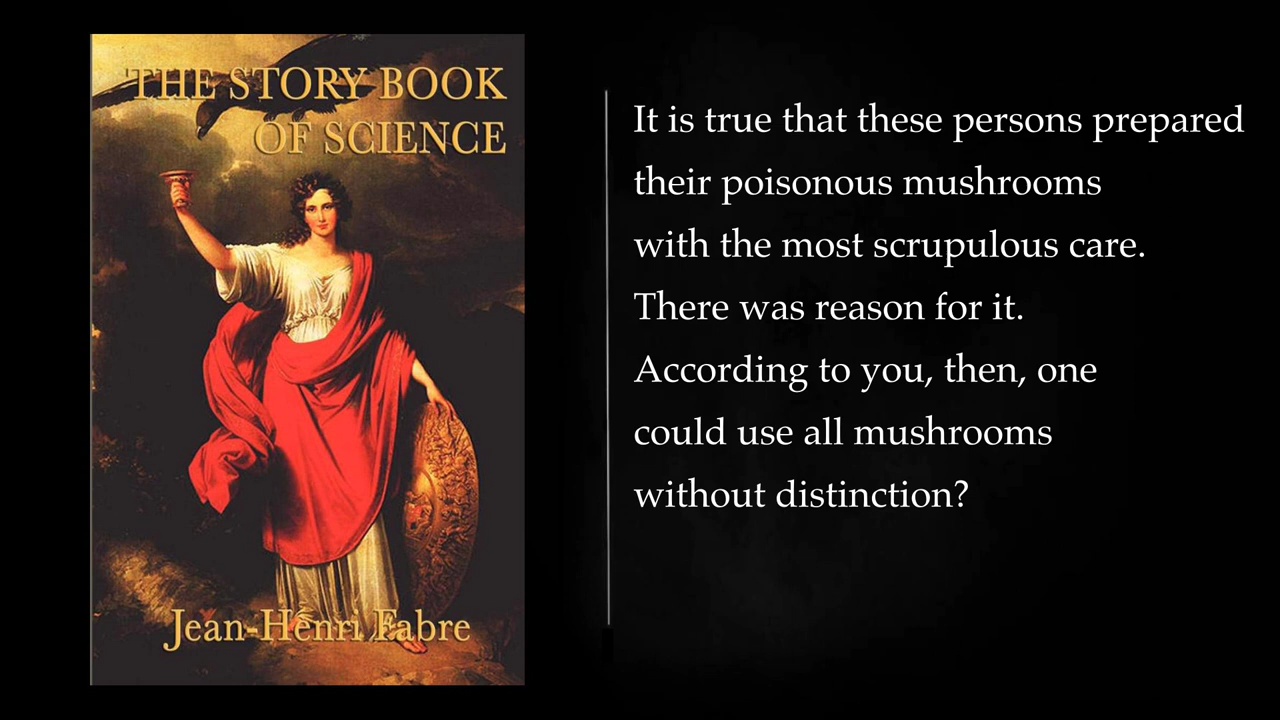 THE STORY BOOK
OF SCIENCE
Jean-Henri Fabre
It is true that these persons prepared
their poisonous mushrooms
with the most scrupulous care.
There was reason for it.
According to you, then, one
could use all mushrooms
without distinction?